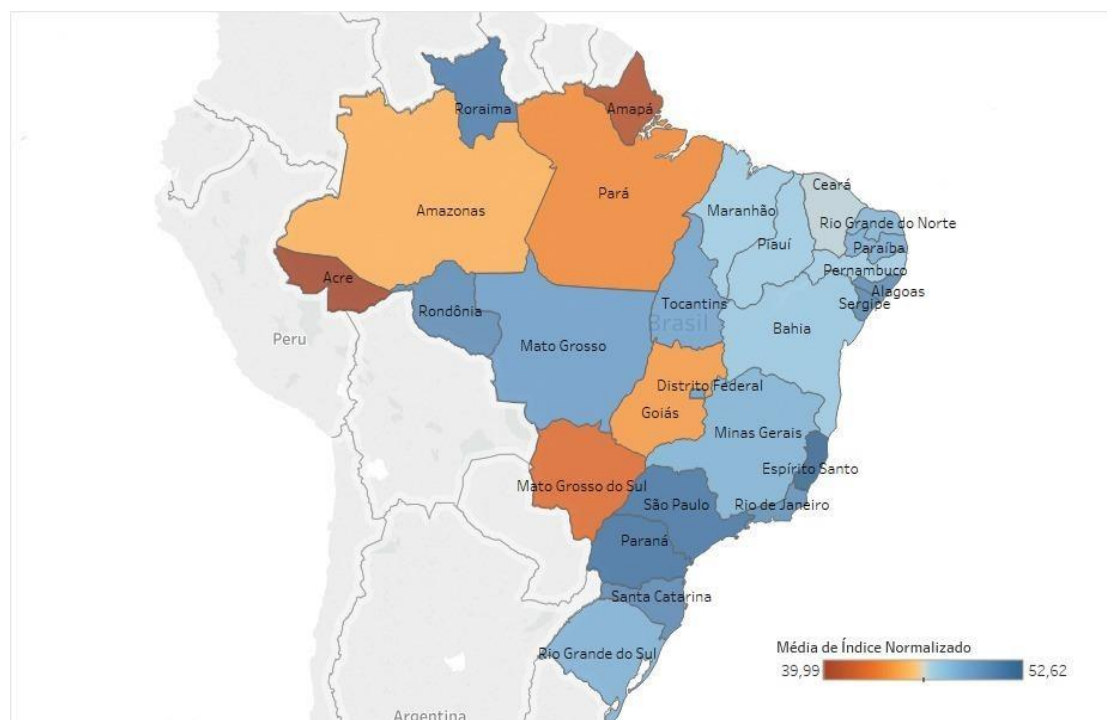 Roraima
Amapá
Amazonas
Pará
Maranhão
Ceará
Rio Grande do Norte
Piauí
Paraíba
Pernambuco
Alagoas
Sergipe
Acre
Rondônia
Tocantins
Brasil
Bahia
Peru
Mato Grosso
Distrito Federal
Goiás
Minas Gerais
Espírito Santo
Mato Grosso do Sul
São Paulo
Rio de Janeiro
Paraná
Santa Catarina
Rio Grande do Sul
Média de Índice Normalizado
39,99 52,62
Argentina